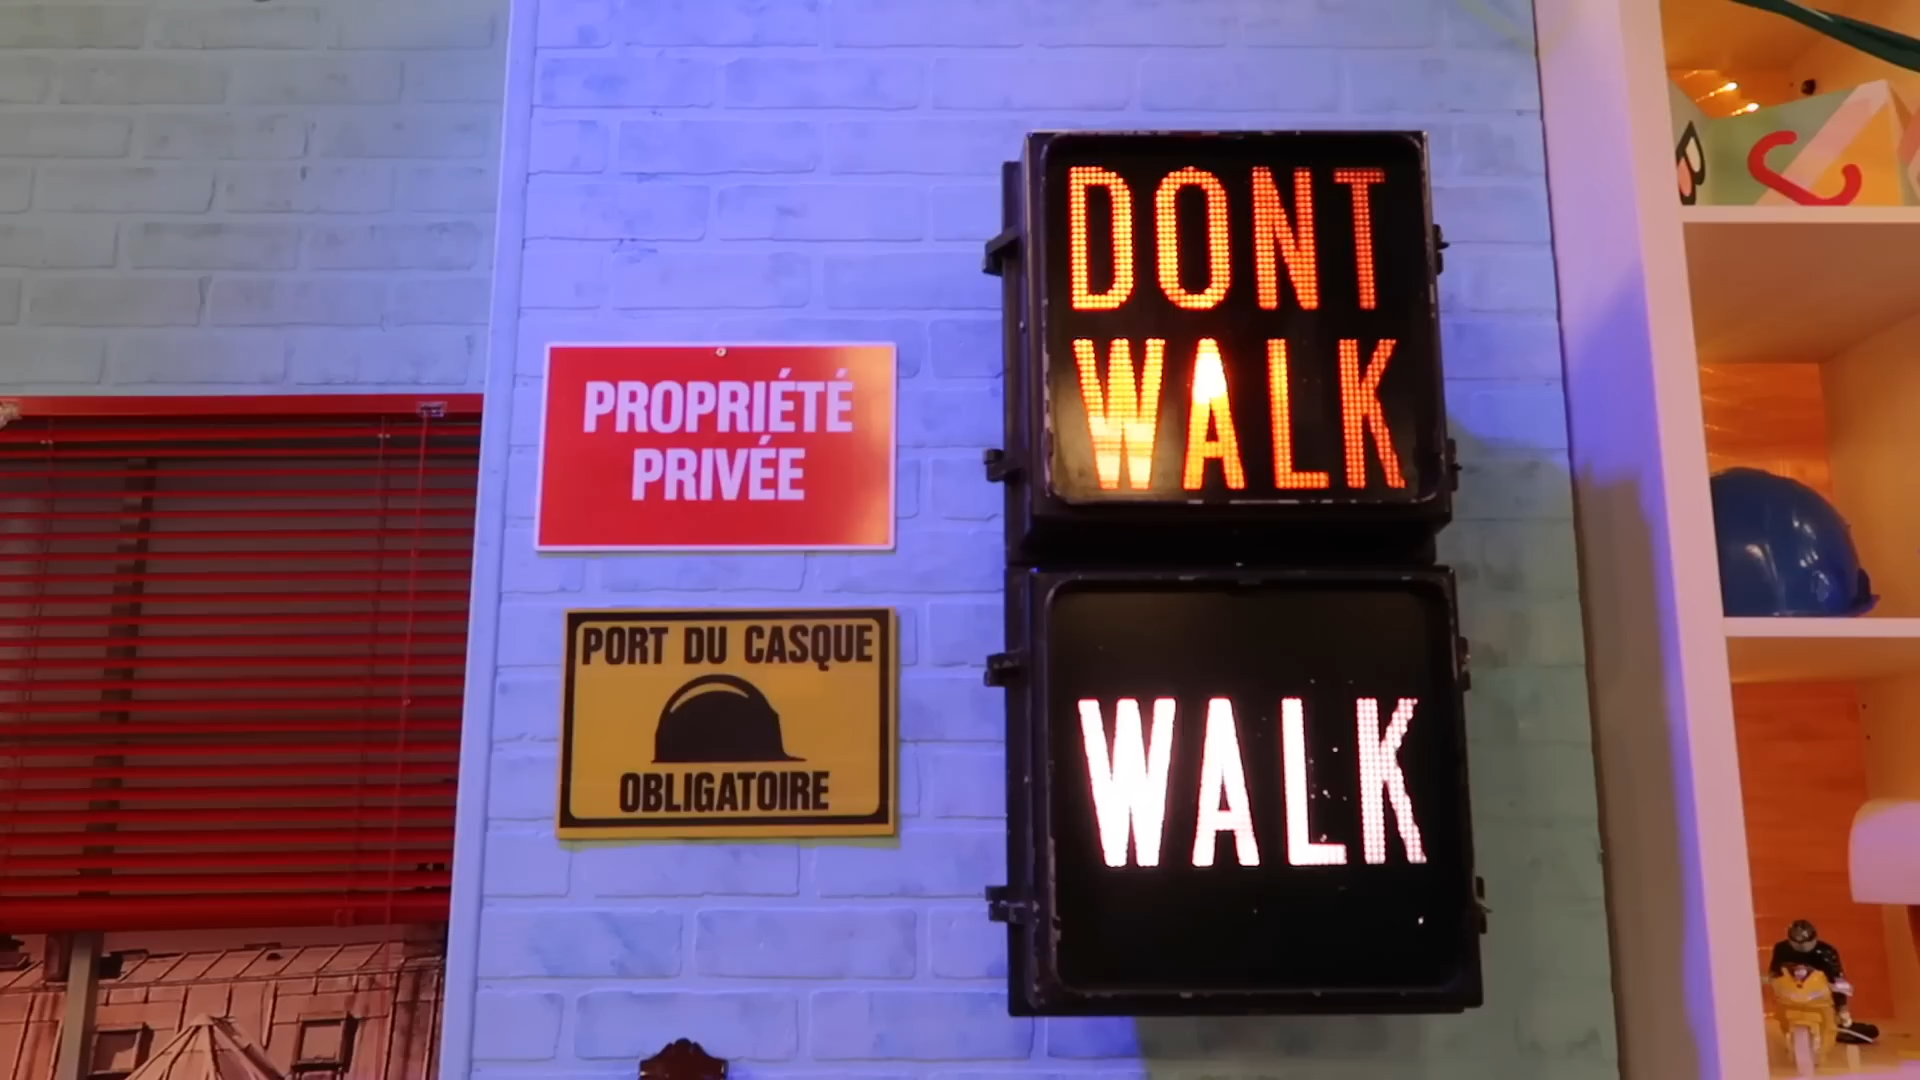 PROPRIÉTÉ
PRIVÉE
PORT DU CASQUE
OBLIGATOIRE
DONT
WALK
WALK